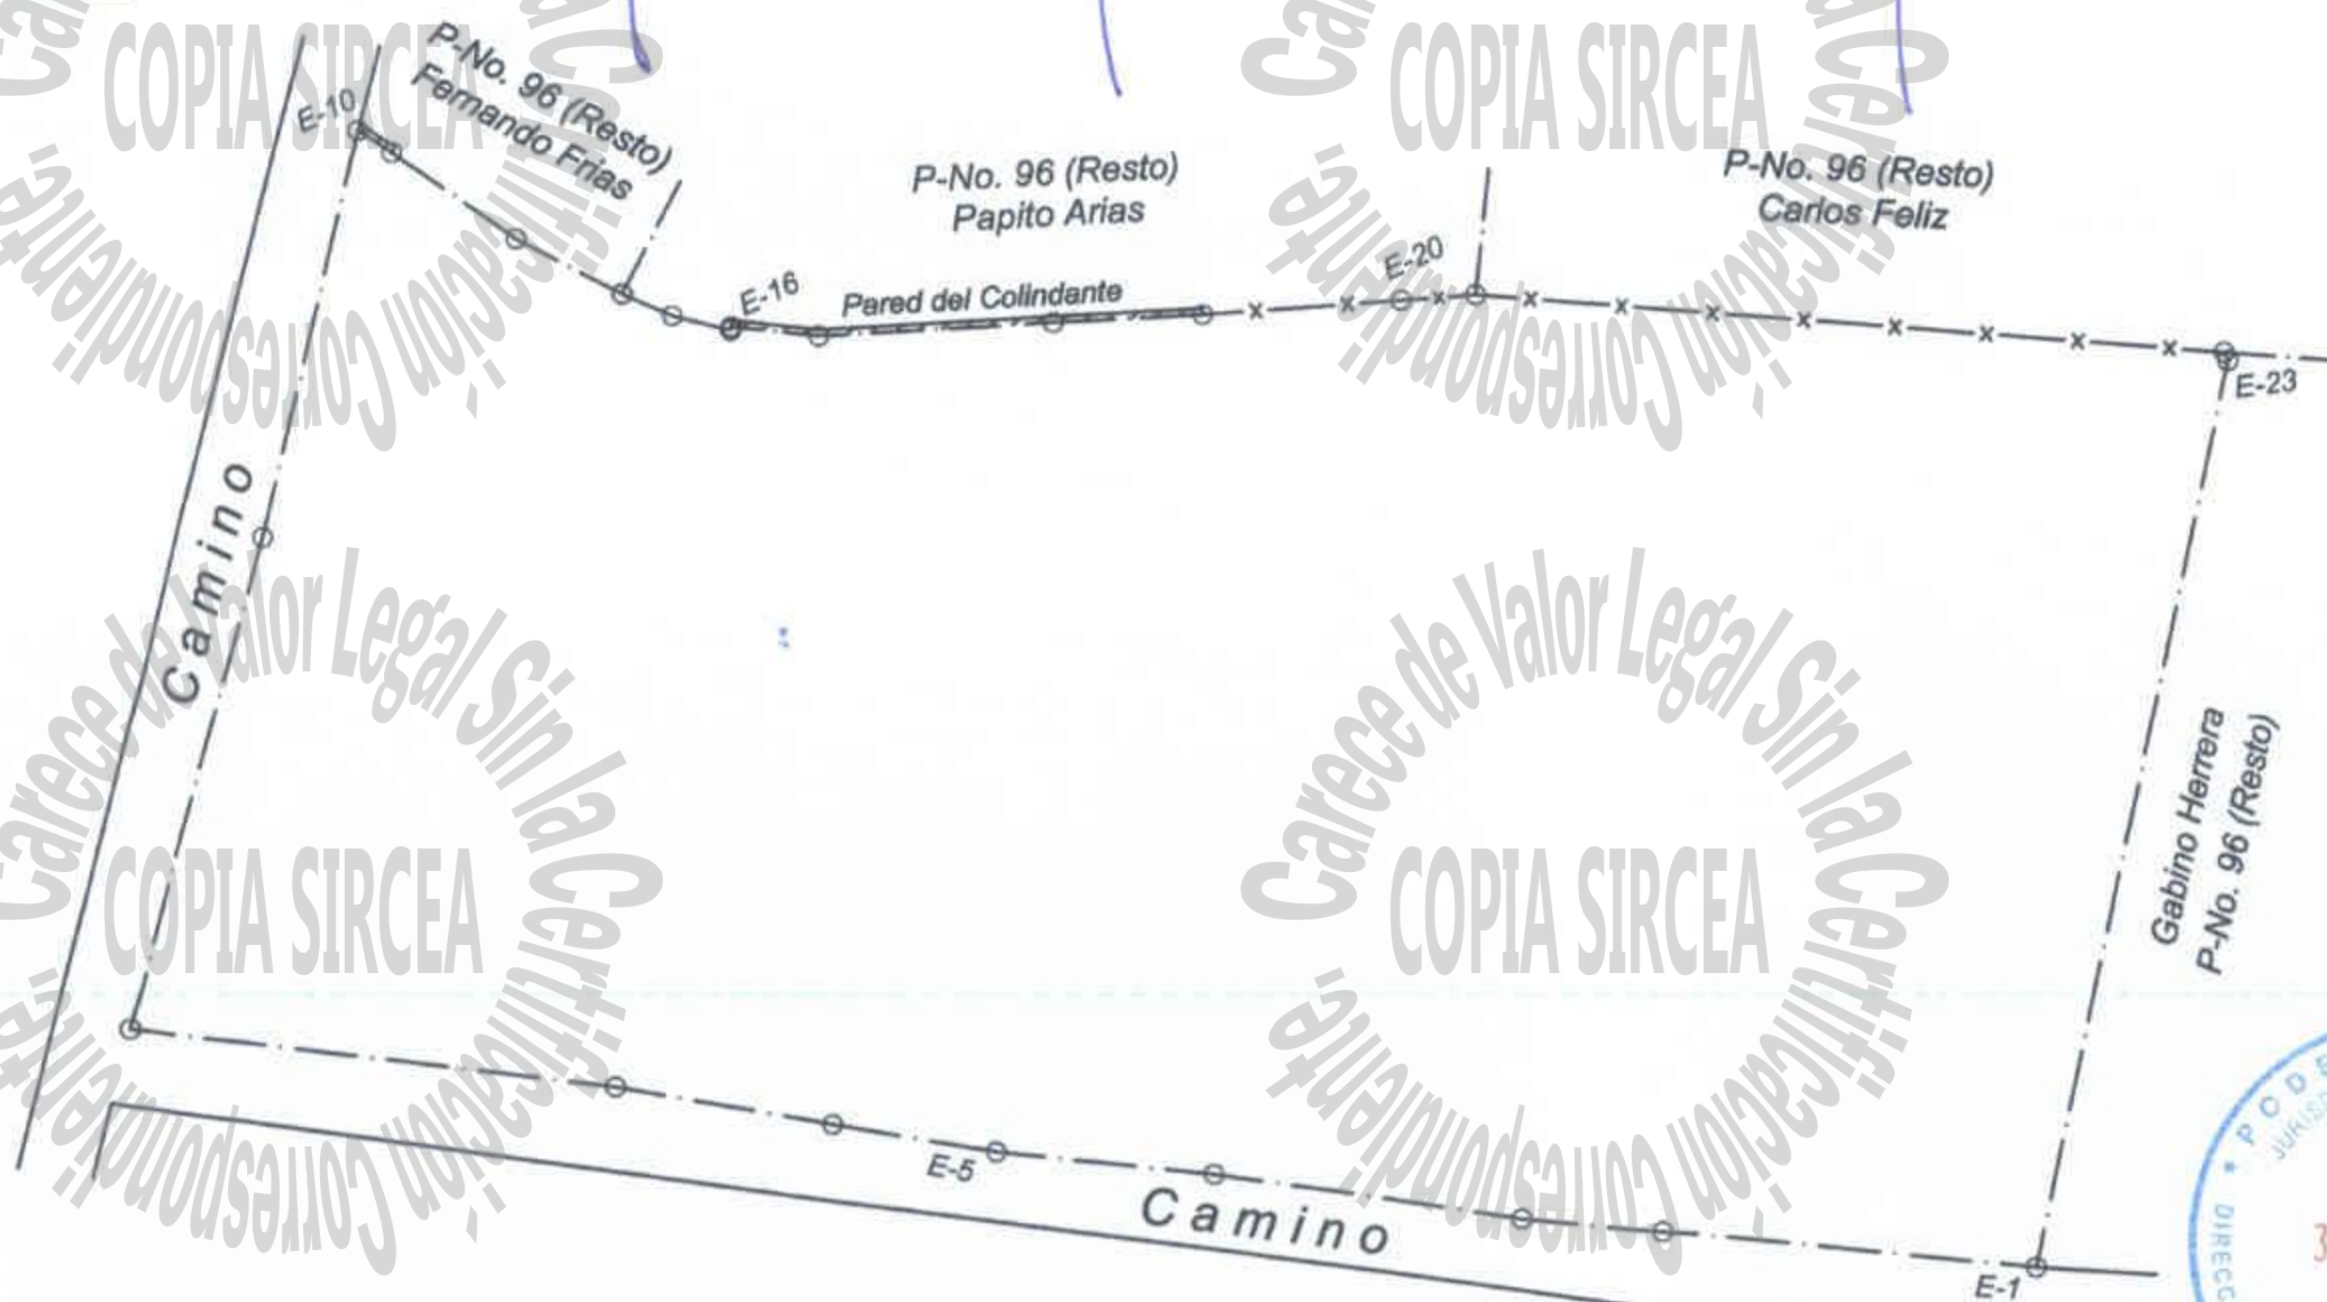 P-No. 96 (Resto)
Fernando Frias
E-10
P-No. 96 (Resto)
Papito Arias
P-No. 96 (Resto)
Carlos Feliz
E-16
Pared del Colindante
E-20
E-23
Camino
Gabino Herrera
P-No. 96 (Resto)
E-5
Camino
E-1
COPIA SIRCEA
COPIA SIRCEA
Carece de Valor Legal Sin la Certificación Correspondiente
COPIA SIRCEA
Carece de Valor Legal Sin la Certificación Correspondiente
COPIA SIRCEA